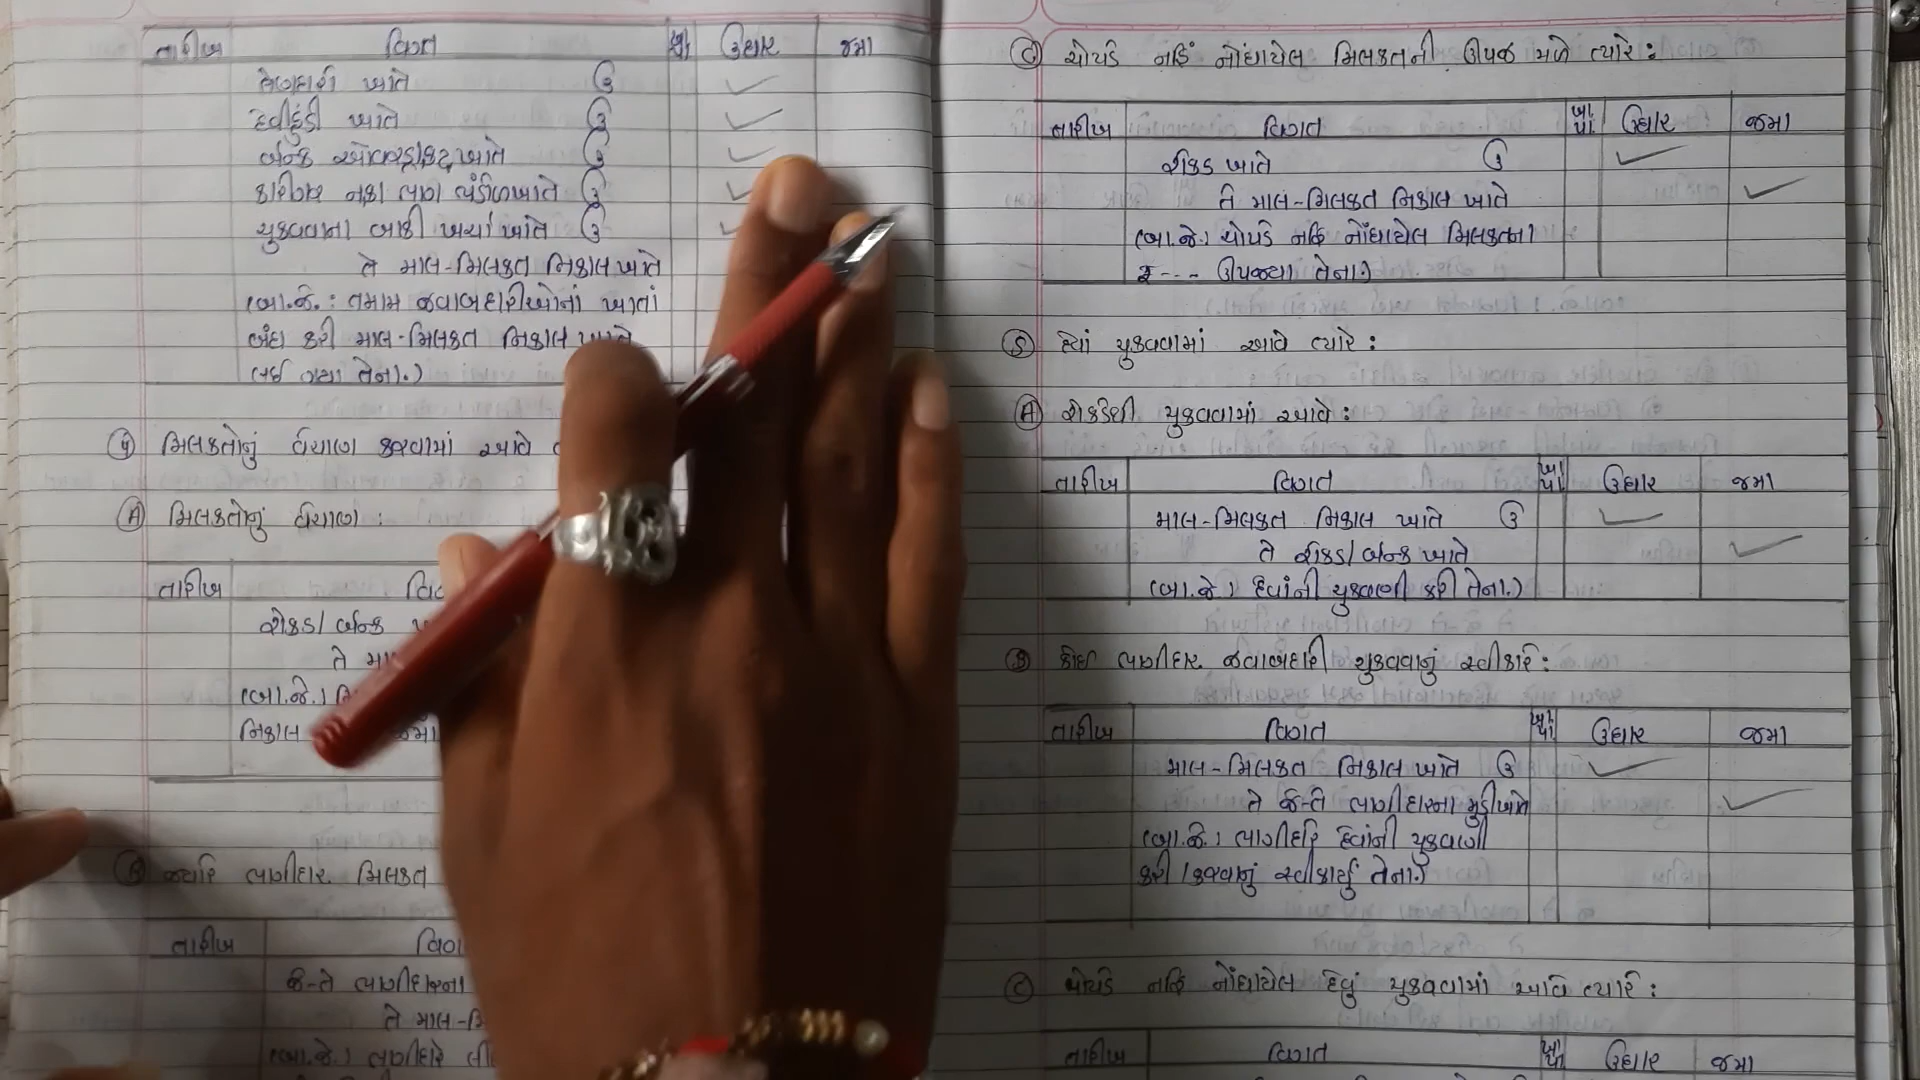 તારીખ વિગત ખા.પા. ઉધાર જમા
લેણદારો ખાતે ઉ
દેવીહુંડી ખાતે ઉ
બેન્ક ઓવરડ્રાફ્ટ ખાતે ઉ
કારીગર નફા ભાગ ભંડોળ ખાતે ઉ
ચુકવવાના બાકી ખર્ચા ખાતે ઉ
તે માલ-મિલકત નિકાલ ખાતે
(બા.જે.: તમામ જવાબદારીઓનાં ખાતાં
બંધ કરી માલ-મિલકત નિકાલ ખાતે
લઈ ગયા તેના.)
મિલકતોનું વેચાણ કરવામાં આવે
(A) મિલકતોનું વેચાણ:
તારીખ
રોકડ/બેન્ક
તે
(બા.જે.)
નિકાલ
(B) જ્યારે ભાગીદાર મિલકત
તારીખ
જે-તે ભાગીદારના
તે માલ-મિ
(બા.જે.) ભાગીદારે
(C) ચોપડે નહિં નોંધાયેલ મિલકતની ઊપજ મળે ત્યારે:
તારીખ વિગત ખા.પા. ઉધાર જમા
રોકડ ખાતે ઉ
તે માલ-મિલકત નિકાલ ખાતે
(બા.જે.) ચોપડે નહિ નોંધાયેલ મિલકતના
રૂ--- ઊપજ્યા તેના.)
(5) દેવાં ચુકવવામાં આવે ત્યારે:
(A) રોકડેથી ચુકવવામાં આવે:
તારીખ વિગત ખા.પા. ઉધાર જમા
માલ-મિલકત નિકાલ ખાતે ઉ
તે રોકડ/બેન્ક ખાતે
(બા.જે.) દેવાંની ચુકવણી કરી તેના.)
(B) કોઈ ભાગીદાર જવાબદારી ચુકવવાનું સ્વીકારે:
તારીખ વિગત ખા.પા. ઉધાર જમા
માલ-મિલકત નિકાલ ખાતે ઉ
તે જે-તે ભાગીદારના મુડી ખાતે
(બા.જે.) ભાગીદારે દેવાંની ચુકવણી
કરી/કરવાનું સ્વીકાર્યું તેના.)
(C) ચોપડે નહિ નોંધાયેલ દેવું ચુકવવામાં આવે ત્યારે:
તારીખ વિગત ખા.પા. ઉધાર જમા